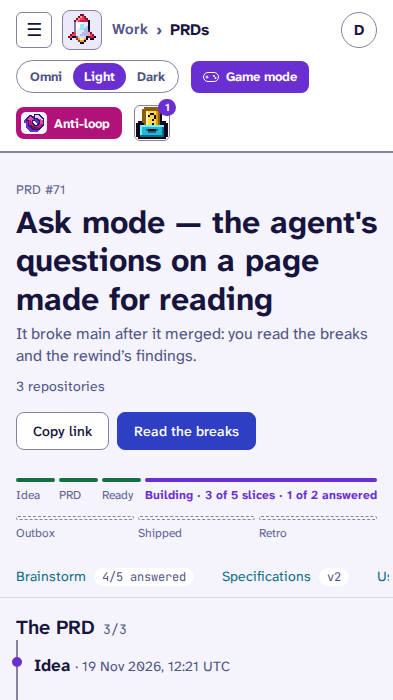 ☰ Work › PRDs D
Omni Light Dark Game mode
Anti-loop 1
PRD #71
Ask mode — the agent's
questions on a page
made for reading
It broke main after it merged: you read the breaks
and the rewind's findings.
3 repositories
Copy link Read the breaks
Idea PRD Ready Building · 3 of 5 slices · 1 of 2 answered
Outbox Shipped Retro
Brainstorm 4/5 answered Specifications v2 Us
The PRD 3/3
Idea · 19 Nov 2026, 12:21 UTC